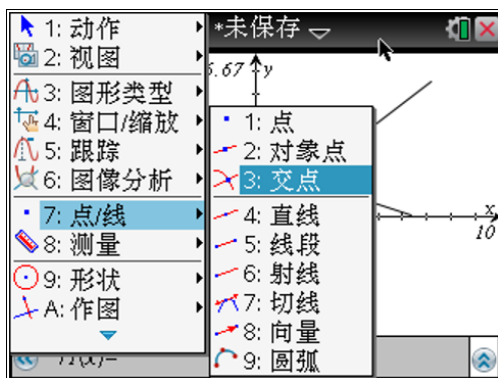 1: 动作
2: 视图
3: 图形类型
4: 窗口/缩放
5: 跟踪
6: 图像分析
7: 点/线
8: 测量
9: 形状
A: 作图
*未保存
6.67 y
1: 点
2: 对象点
3: 交点
4: 直线
5: 线段
6: 射线
7: 切线
8: 向量
9: 圆弧
x
10